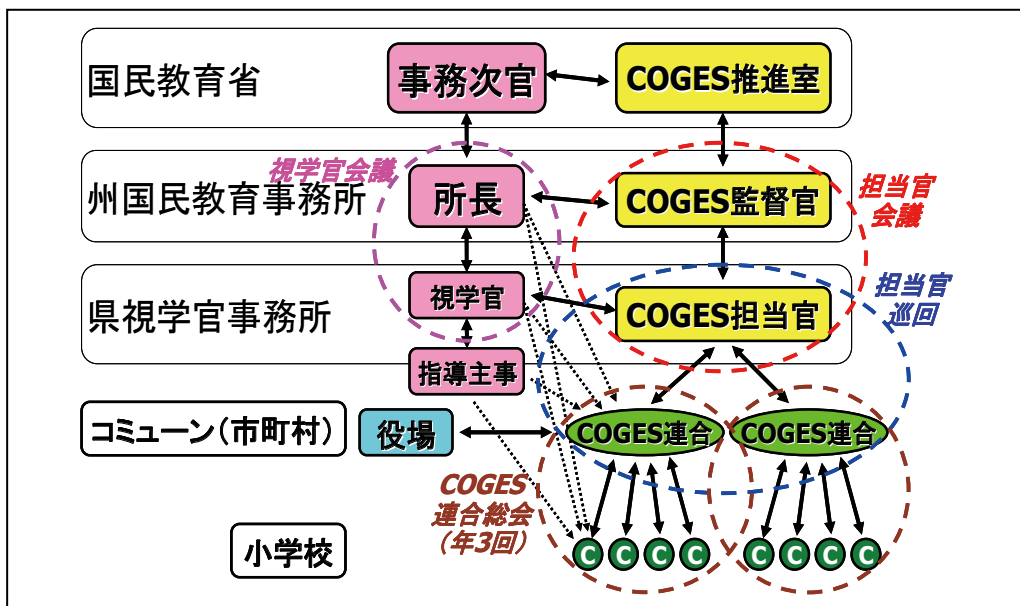 国民教育省
事務次官
COGES推進室
視学官会議
州国民教育事務所
所長
COGES監督官
担当官
会議
県視学官事務所
視学官
COGES担当官
担当官
巡回
指導主事
コミューン（市町村）
役場
COGES連合
COGES連合
COGES
連合総会
（年3回）
小学校
C C C C C C C C